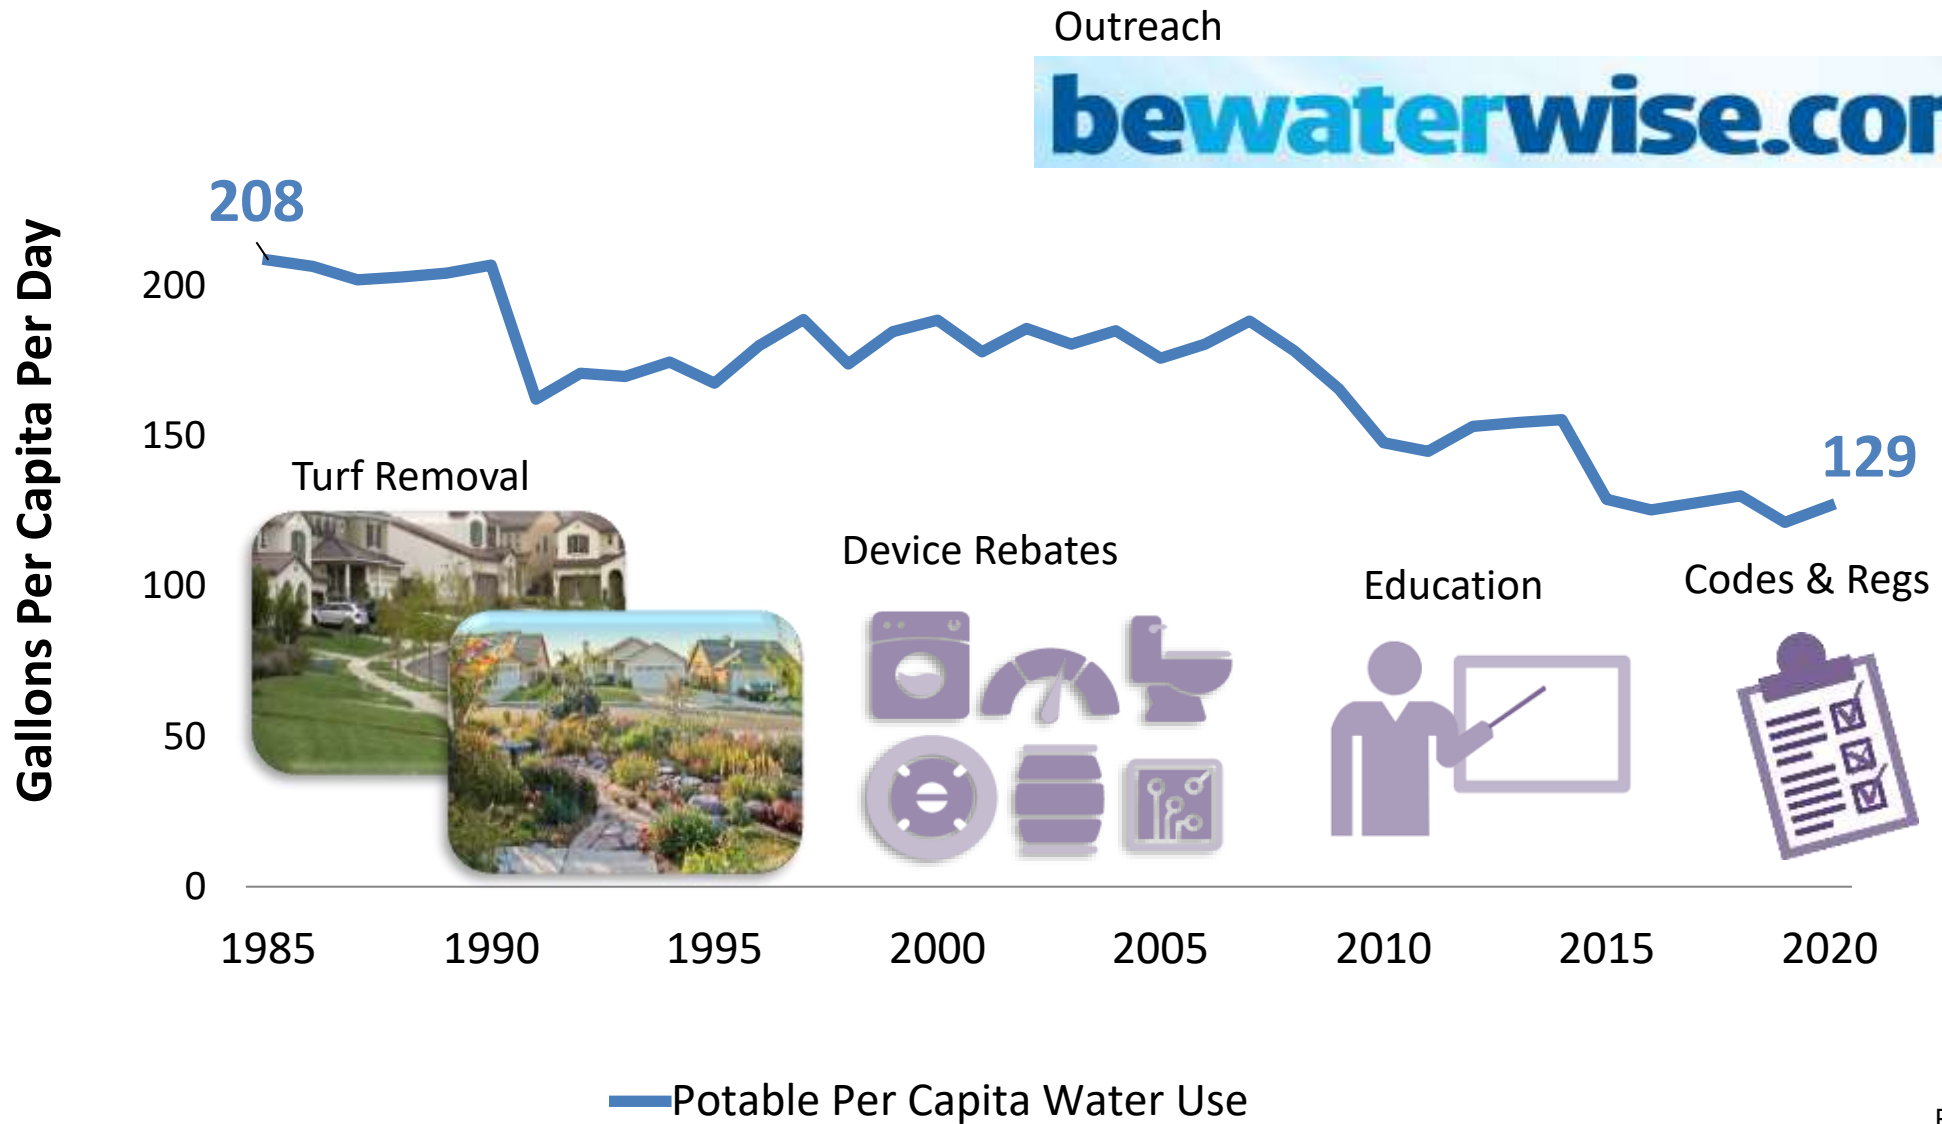 Outreach
bewaterwise.com
208
Gallons Per Capita Per Day
200
150
129
Turf Removal
Device Rebates
Education
Codes & Regs
100
50
0
1985 1990 1995 2000 2005 2010 2015 2020
Potable Per Capita Water Use